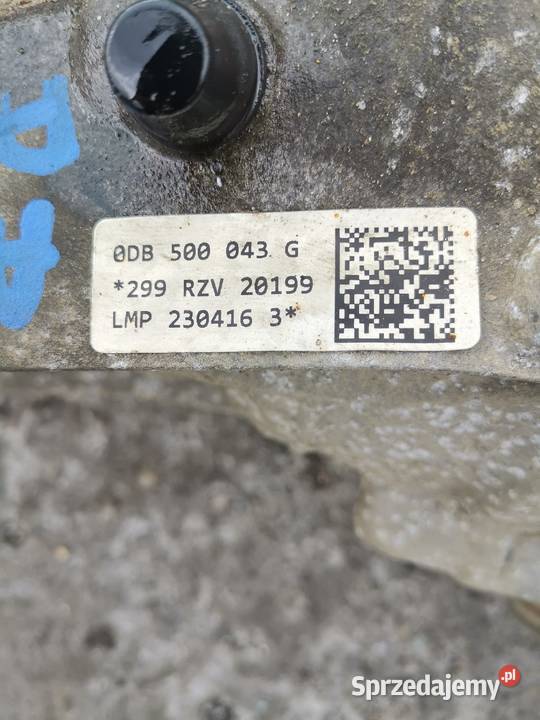 0DB 500 043 G
*299 RZV 20199
LMP 230416 3*
Sprzedajemy.pl